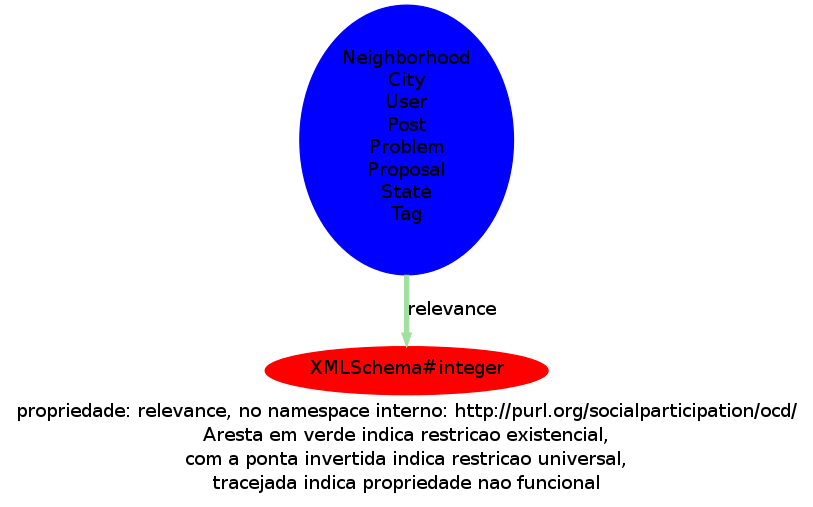 Neighborhood
City
User
Post
Problem
Proposal
State
Tag
relevance
XMLSchema#integer
propriedade: relevance, no namespace interno: http://purl.org/socialparticipation/ocd/
Aresta em verde indica restricao existencial,
com a ponta invertida indica restricao universal,
tracejada indica propriedade nao funcional